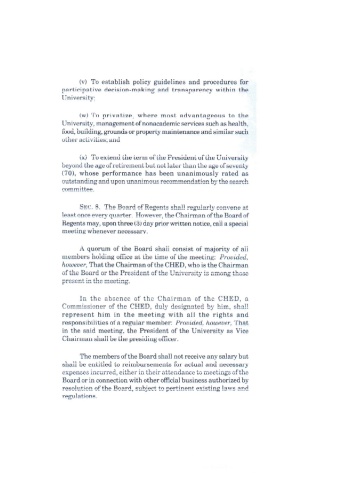 (v) To establish policy guidelines and procedures for
participative decision-making and transparency within the
University;
(w) To privatize, where most advantageous to the
University, management of nonacademic services such as health,
food, building, grounds or property maintenance and similar such
other activities; and
(x) To extend the term of the President of the University
beyond the age of retirement but not later than the age of seventy
(70), whose performance has been unanimously rated as
outstanding and upon unanimous recommendation by the search
committee.
SEC. 8. The Board of Regents shall regularly convene at
least once every quarter. However, the Chairman of the Board of
Regents may, upon three (3) day prior written notice, call a special
meeting whenever necessary.
A quorum of the Board shall consist of majority of all
members holding office at the time of the meeting: Provided,
however, That the Chairman of the CHED, who is the Chairman
of the Board or the President of the University is among those
present in the meeting.
In the absence of the Chairman of the CHED, a
Commissioner of the CHED, duly designated by him, shall
represent him in the meeting with all the rights and
responsibilities of a regular member: Provided, however, That
in the said meeting, the President of the University as Vice
Chairman shall be the presiding officer.
The members of the Board shall not receive any salary but
shall be entitled to reimbursements for actual and necessary
expenses incurred, either in their attendance to meetings of the
Board or in connection with other official business authorized by
resolution of the Board, subject to pertinent existing laws and
regulations.